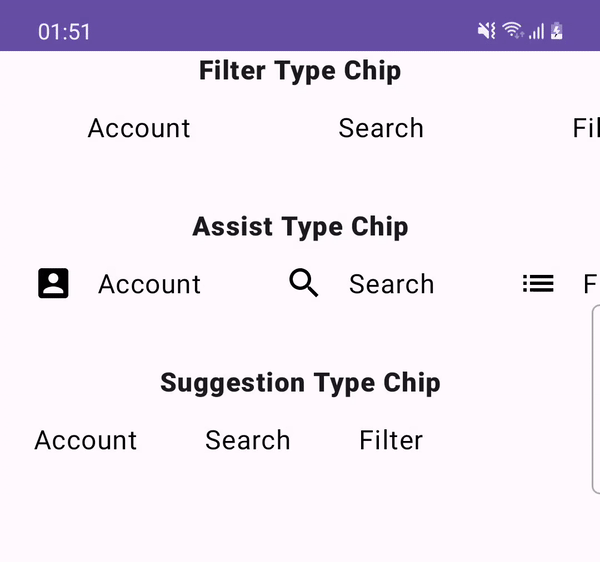 01:51
Filter Type Chip
Account Search Fil
Assist Type Chip
Account Search F
Suggestion Type Chip
Account Search Filter